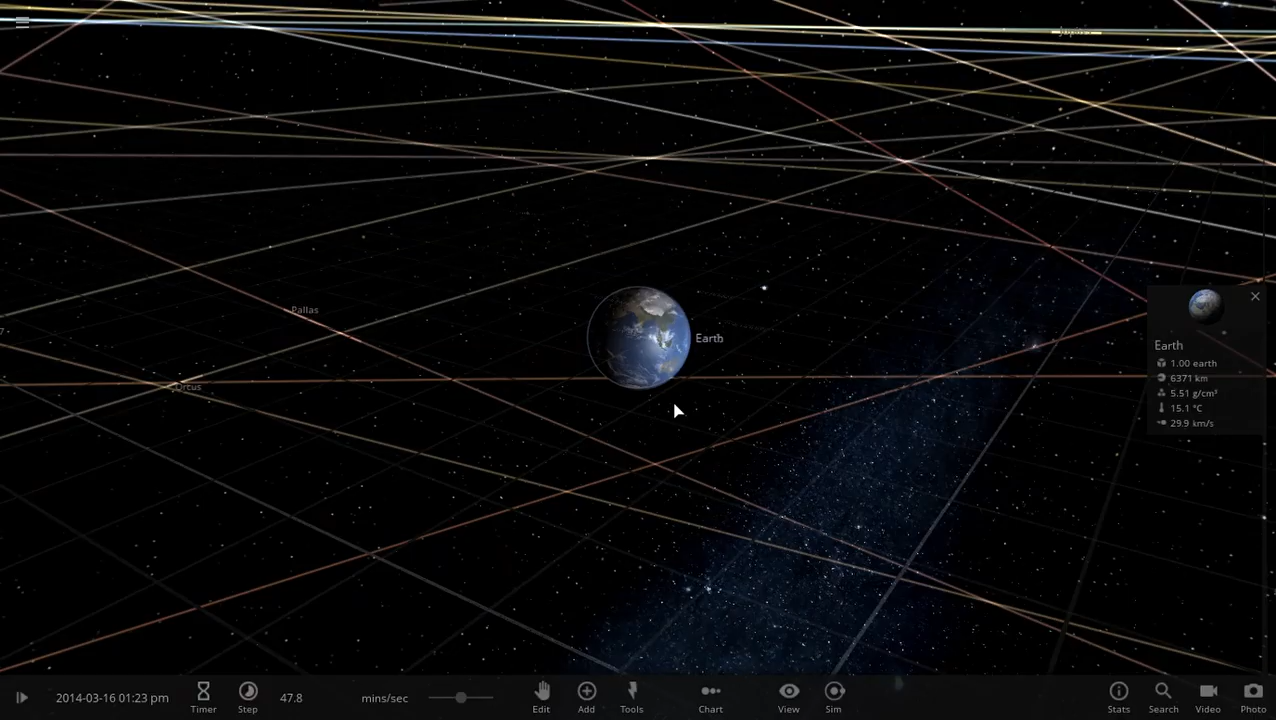 Jupiter
Pallas
Earth
Orcus
Earth
1.00 earth
6371 km
5.51 g/cm³
15.1 °C
29.9 km/s
2014-03-16 01:23 pm
Timer
Step
47.8
mins/sec
Edit
Add
Tools
Chart
View
Sim
Stats
Search
Video
Photo